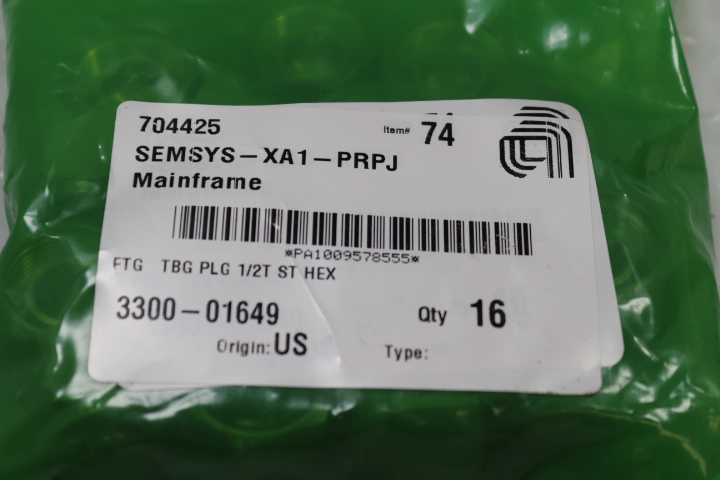 704425 Item# 74
SEMSYS-XA1-PRPJ
Mainframe
*PA1009578555*
FTG TBG PLG 1/2T ST HEX
3300-01649 Qty 16
Origin: US Type: